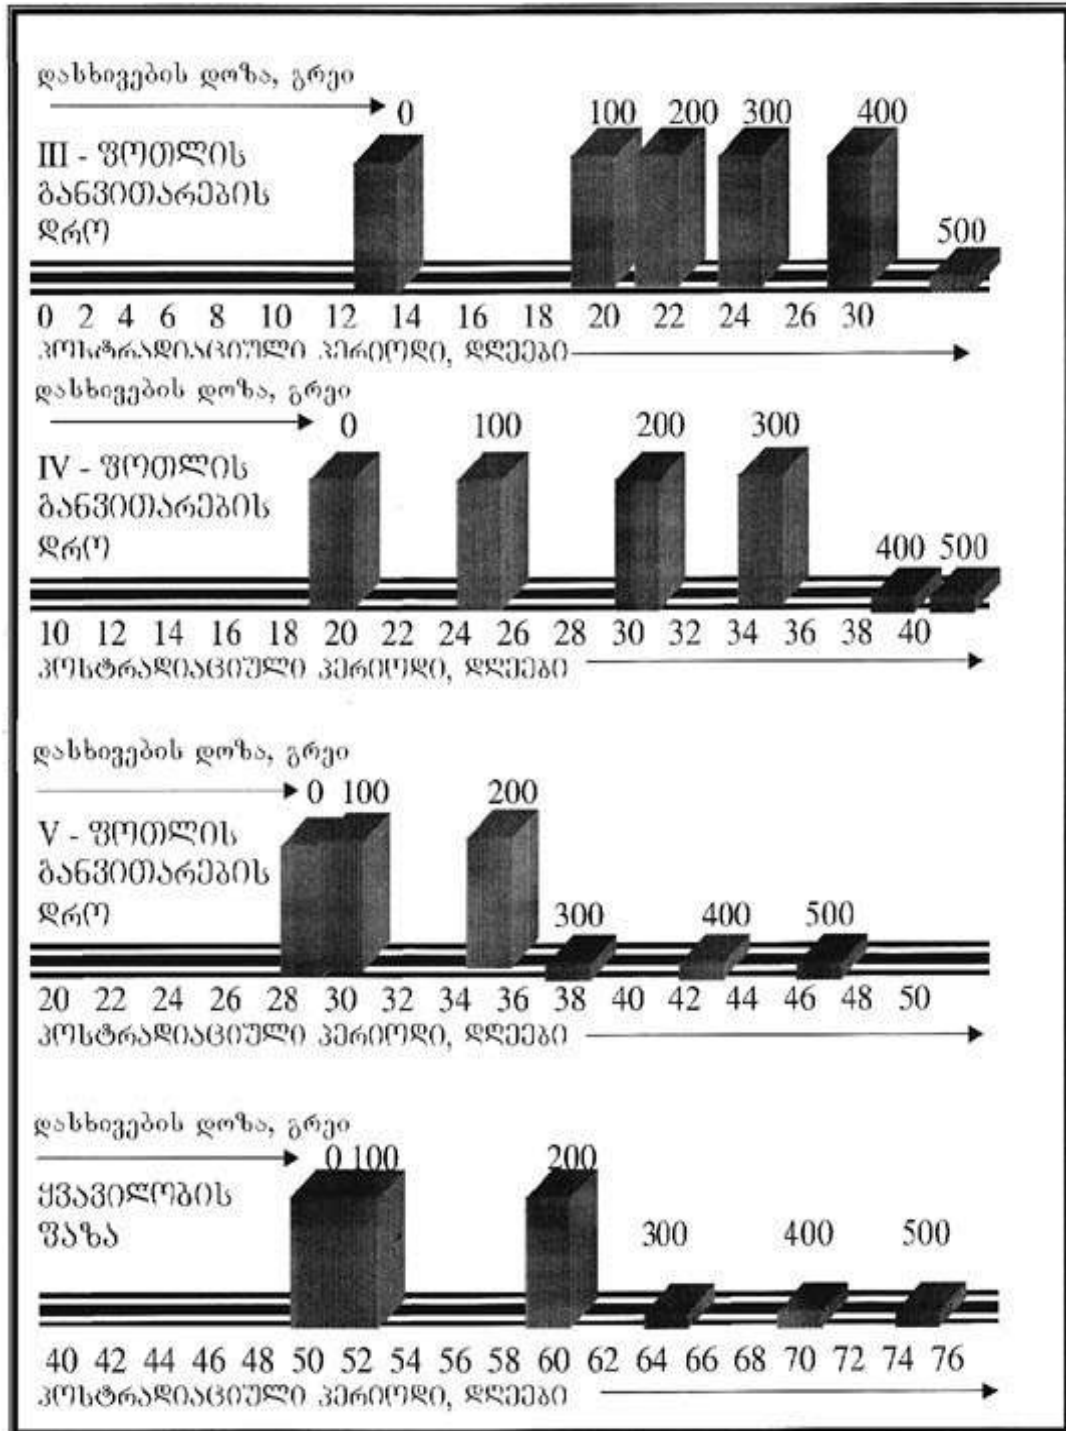 დასხივების დოზა, გრეი
0 100 200 300 400 500
III - ფოთლის
განვითარების
დრო
0 2 4 6 8 10 12 14 16 18 20 22 24 26 30
პოსტრადიაციული პერიოდი, დღეები
დასხივების დოზა, გრეი
0 100 200 300 400 500
IV - ფოთლის
განვითარების
დრო
10 12 14 16 18 20 22 24 26 28 30 32 34 36 38 40
პოსტრადიაციული პერიოდი, დღეები
დასხივების დოზა, გრეი
0 100 200 300 400 500
V - ფოთლის
განვითარების
დრო
20 22 24 26 28 30 32 34 36 38 40 42 44 46 48 50
პოსტრადიაციული პერიოდი, დღეები
დასხივების დოზა, გრეი
0 100 200 300 400 500
ყვავილობის
ფაზა
40 42 44 46 48 50 52 54 56 58 60 62 64 66 68 70 72 74 76
პოსტრადიაციული პერიოდი, დღეები